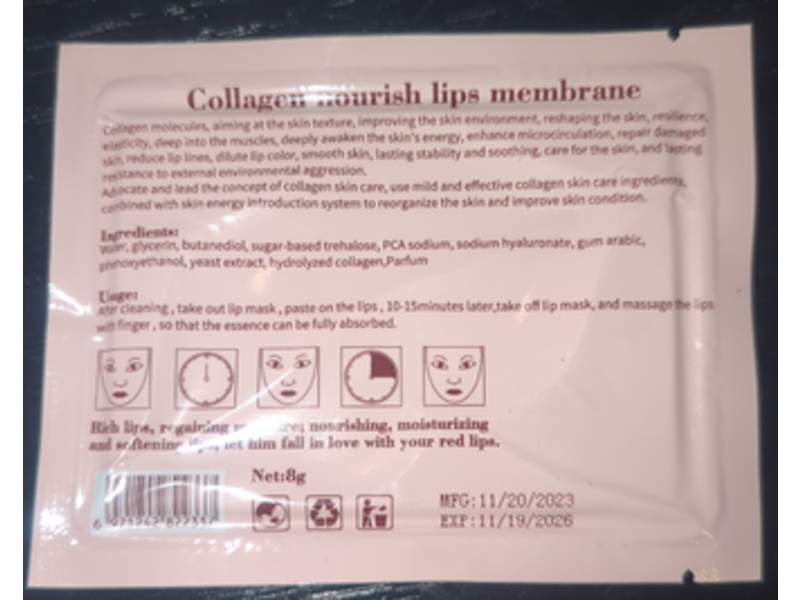 Collagen nourish lips membrane
Collagen molecules, aiming at the skin texture, improving the skin environment, reshaping the skin, resilience,
elasticity, deep into the muscles, deeply awaken the skin's energy, enhance microcirculation, repair damaged
skin, reduce lip lines, dilute lip color, smooth skin, lasting stability and soothing, care for the skin, and lasting
resistance to external environmental aggression.
Advocate and lead the concept of collagen skin care, use mild and effective collagen skin care ingredients,
combined with skin energy introduction system to reorganize the skin and improve skin condition.
Ingredients:
Water, glycerin, butanediol, sugar-based trehalose, PCA sodium, sodium hyaluronate, gum arabic,
phenoxyethanol, yeast extract, hydrolyzed collagen,Parfum
Usage:
After cleaning , take out lip mask , paste on the lips , 10-15minutes later,take off lip mask, and massage the lips
with finger , so that the essence can be fully absorbed.
Rich lips, regaining nourishing, moisturizing
and softening lips, let him fall in love with your red lips.
Net:8g
MFG:11/20/2023
EXP:11/19/2026